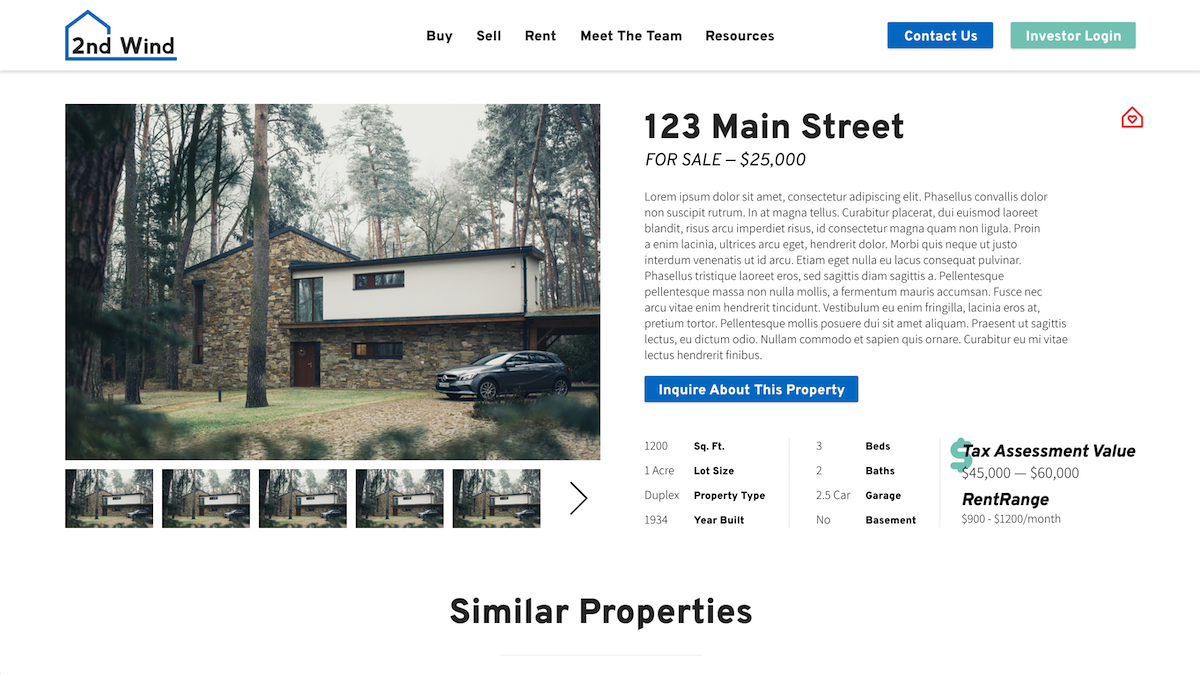 2nd Wind
Buy Sell Rent Meet The Team Resources
Contact Us
Investor Login
123 Main Street
FOR SALE – $25,000
Lorem ipsum dolor sit amet, consectetur adipiscing elit. Phasellus convallis dolor
non suscipit rutrum. In at magna tellus. Curabitur placerat, dui euismod laoreet
blandit, risus arcu imperdiet risus, id consectetur magna quam non ligula. Proin
a enim lacinia, ultrices arcu eget, hendrerit dolor. Morbi quis neque ut justo
interdum venenatis ut id arcu. Etiam eget nulla eu lacus consequat pulvinar.
Phasellus tristique laoreet eros, sed sagittis diam sagittis a. Pellentesque
pellentesque massa non nulla mollis, a fermentum mauris accumsan. Fusce nec
arcu vitae enim hendrerit tincidunt. Vestibulum eu enim fringilla, lacinia eros at,
pretium tortor. Pellentesque mollis posuere dui sit amet aliquam. Praesent ut sagittis
lectus, eu dictum odio. Nullam commodo et sapien quis ornare. Curabitur eu mi vitae
lectus hendrerit finibus.
Inquire About This Property
1200 Sq. Ft.
1 Acre Lot Size
Duplex Property Type
1934 Year Built
3 Beds
2 Baths
2.5 Car Garage
No Basement
$
Tax Assessment Value
$45,000 — $60,000
RentRange
$900 - $1200/month
Similar Properties